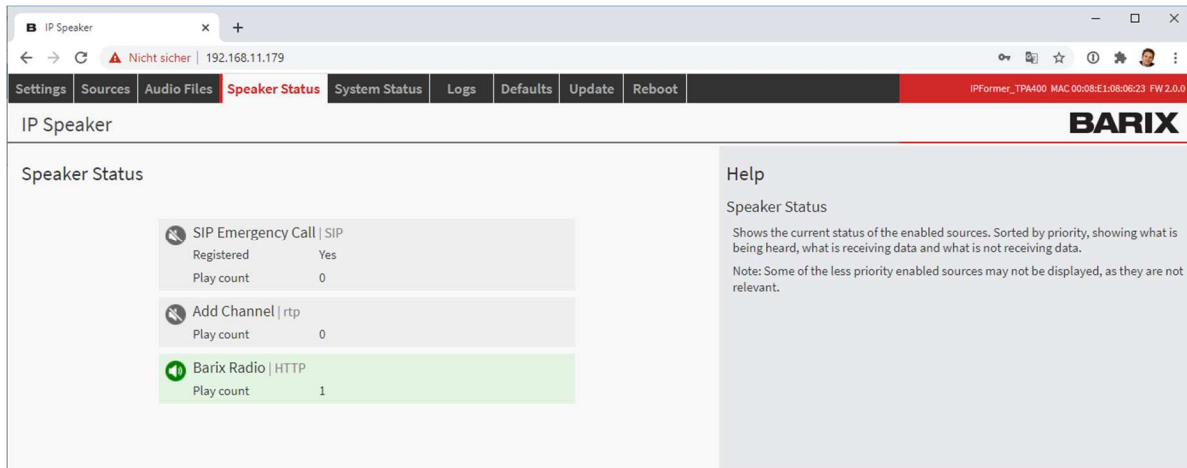 B IP Speaker
Nicht sicher | 192.168.11.179
Settings Sources Audio Files Speaker Status System Status Logs Defaults Update Reboot
IPFormer_TPA400 MAC 00:08:E1:08:06:23 FW 2.0.0
IP Speaker
BARIX
Speaker Status
SIP Emergency Call | SIP
Registered Yes
Play count 0
Add Channel | rtp
Play count 0
Barix Radio | HTTP
Play count 1
Help
Speaker Status
Shows the current status of the enabled sources. Sorted by priority, showing what is
being heard, what is receiving data and what is not receiving data.
Note: Some of the less priority enabled sources may not be displayed, as they are not
relevant.